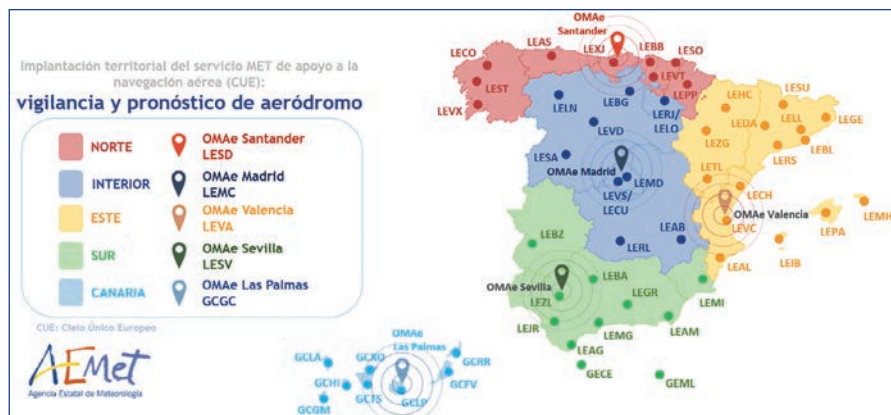 Implantación territorial del servicio MET de apoyo a la
navegación aérea (CUE):
vigilancia y pronóstico de aeródromo
NORTE
OMAe Santander
LESD
INTERIOR
OMAe Madrid
LEMC
ESTE
OMAe Valencia
LEVA
SUR
OMAe Sevilla
LESV
CANARIA
OMAe Las Palmas
GCGC
CUE: Cielo Único Europeo
AEMet
Agencia Estatal de Meteorología
OMAe
Santander
LECO
LEAS
LEXJ
LEBB
LESO
LEST
LEVT
LEVX
LEPP
LELN
LEBG
LERJ/
LELO
LEHC
LESU
LEGE
LEVD
LEDA
LELL
LEZG
LERS
LEBL
LESA
OMAe Madrid
LEMD
LETL
LEVS/
LECU
LECH
OMAe Valencia
LEMH
LEVC
LEPA
LEBZ
LERL
LEAB
LEAL
LEIB
LEBA
OMAe Sevilla
LEZL
LEGR
LEMI
LEJR
LEMG
LEAM
LEAG
GECE
GEML
OMAe
Las Palmas
GCLA
GCXO
GCRR
GCHI
GCTS
GCLP
GCFV
GCGM